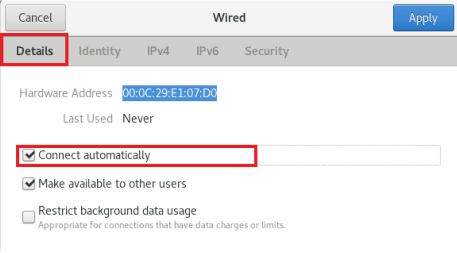 Cancel Wired Apply
Details Identity IPv4 IPv6 Security
Hardware Address 00:0C:29:E1:07:D0
Last Used Never
Connect automatically
Make available to other users
Restrict background data usage
Appropriate for connections that have data charges or limits.